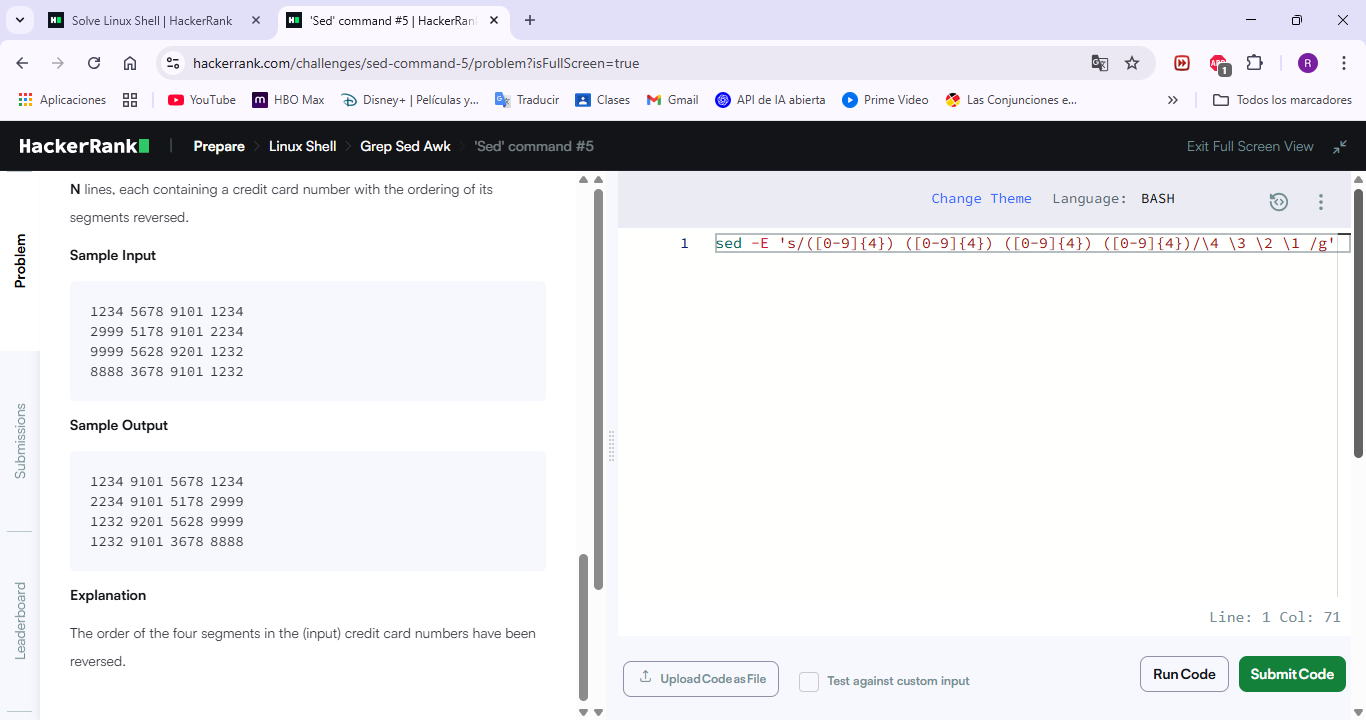 Solve Linux Shell | HackerRank
'Sed' command #5 | HackerRan
hackerrank.com/challenges/sed-command-5/problem?isFullScreen=true
1
R
Aplicaciones
YouTube
HBO Max
Disney+ | Películas y...
Traducir
Clases
Gmail
API de IA abierta
Prime Video
Las Conjunciones e...
Todos los marcadores
HackerRank
Prepare
Linux Shell
Grep Sed Awk
'Sed' command #5
Exit Full Screen View
Problem
Submissions
Leaderboard
N lines, each containing a credit card number with the ordering of its
segments reversed.
Sample Input
1234 5678 9101 1234
2999 5178 9101 2234
9999 5628 9201 1232
8888 3678 9101 1232
Sample Output
1234 9101 5678 1234
2234 9101 5178 2999
1232 9201 5628 9999
1232 9101 3678 8888
Explanation
The order of the four segments in the (input) credit card numbers have been
reversed.
Change Theme Language: BASH
1 sed -E 's/([0-9]{4}) ([0-9]{4}) ([0-9]{4}) ([0-9]{4})/\4 \3 \2 \1 /g'
Line: 1 Col: 71
Upload Code as File
Test against custom input
Run Code
Submit Code